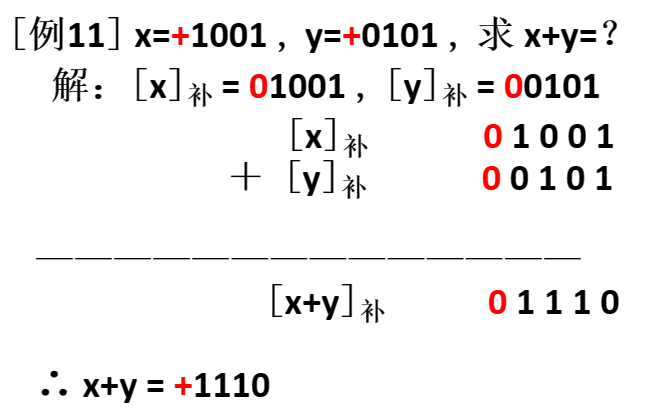 [例11] x=+1001，y=+0101，求 x+y=？
解：[x]补 = 01001，[y]补 = 00101
[x]补 0 1 0 0 1
＋ [y]补 0 0 1 0 1
——————————————
[x+y]补 0 1 1 1 0
∴ x+y = +1110